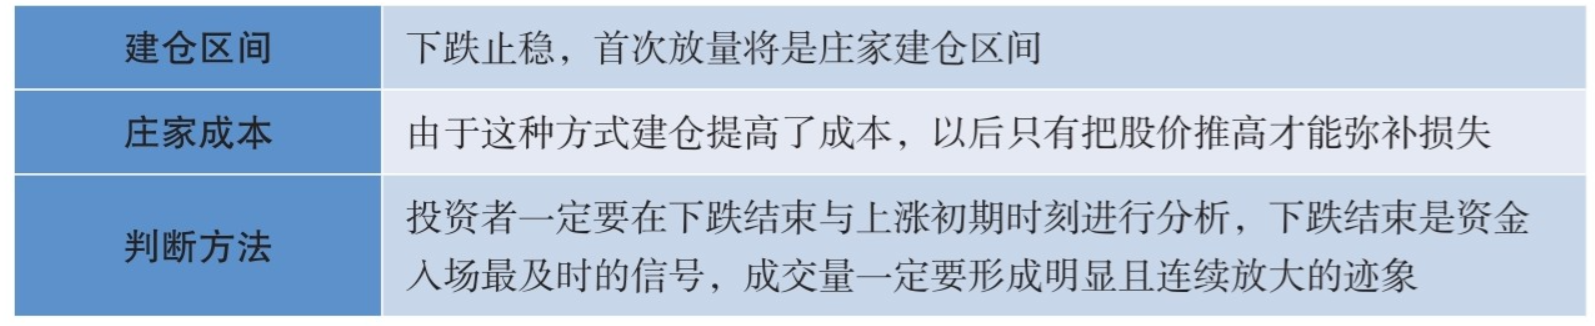 建仓区间
下跌止稳，首次放量将是庄家建仓区间
庄家成本
由于这种方式建仓提高了成本，以后只有把股价推高才能弥补损失
判断方法
投资者一定要在下跌结束与上涨初期时刻进行分析，下跌结束是资金
入场最及时的信号，成交量一定要形成明显且连续放大的迹象